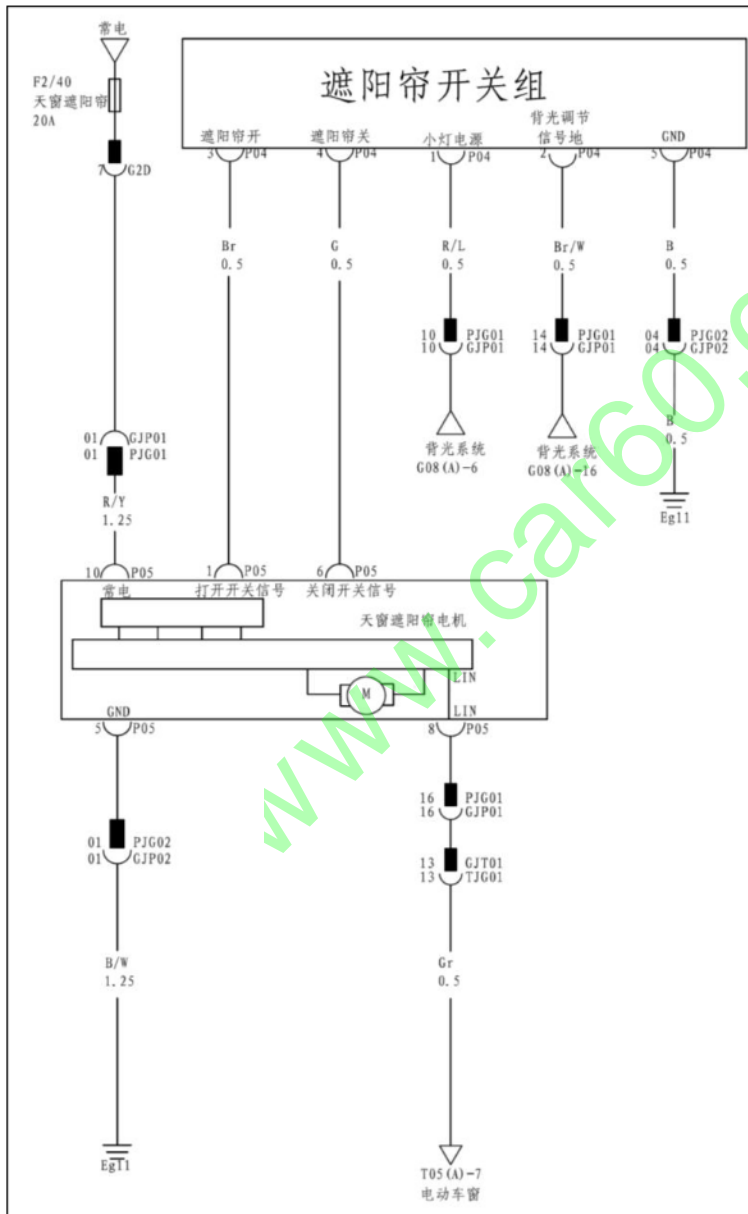 常电
F2/40
天窗遮阳帘
20A
7 G2D
遮阳帘开关组
遮阳帘开
遮阳帘关
小灯电源
背光调节
信号地
GND
3 P04
4 P04
1 P04
2 P04
5 P04
Br
0.5
G
0.5
R/L
0.5
Br/W
0.5
B
0.5
10 PJG01
10 GJP01
14 PJG01
14 GJP01
04 PJG02
04 GJP02
背光系统
G08(A)-6
背光系统
G08(A)-16
B
0.5
Eg11
01 GJP01
01 PJG01
R/Y
1.25
10 P05
1 P05
6 P05
常电
打开开关信号
关闭开关信号
天窗遮阳帘电机
M
LIN
GND
LIN
5 P05
8 P05
16 PJG01
16 GJP01
01 PJG02
01 GJP02
13 GJT01
13 TJG01
B/W
1.25
Gr
0.5
Eg11
T05(A)-7
电动车窗
www.car60.